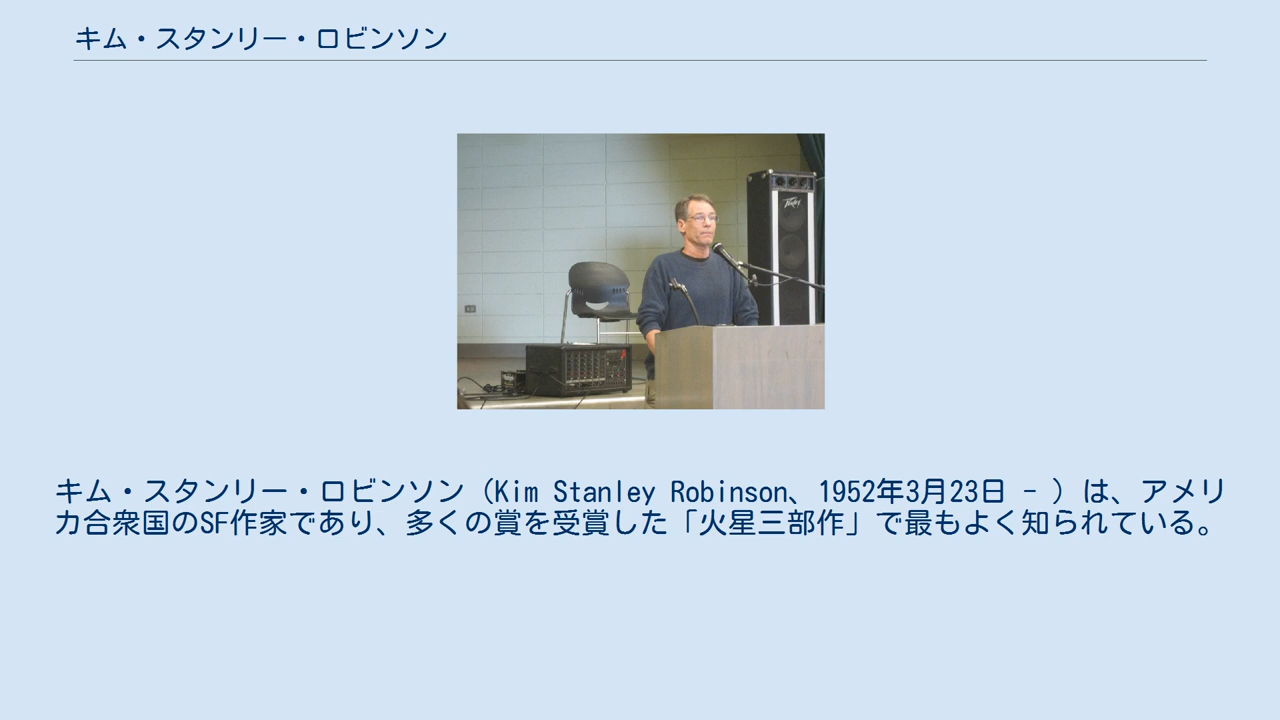 キム・スタンリー・ロビンソン
PEAVEY
キム・スタンリー・ロビンソン（Kim Stanley Robinson、1952年3月23日 - ）は、アメリ
カ合衆国のSF作家であり、多くの賞を受賞した「火星三部作」で最もよく知られている。